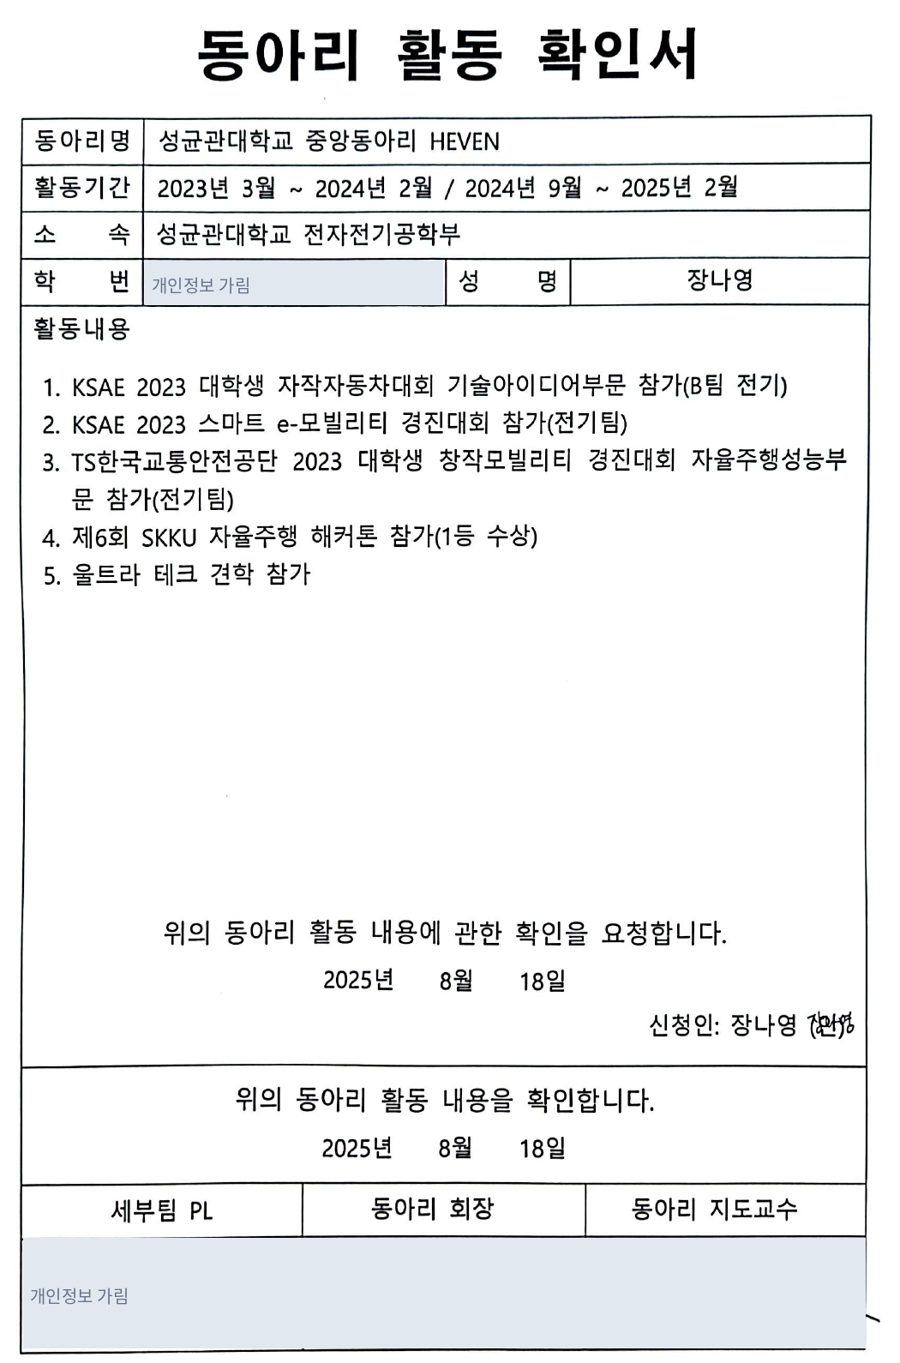 동아리 활동 확인서
동아리명 성균관대학교 중앙동아리 HEVEN
활동기간 2023년 3월 ~ 2024년 2월 / 2024년 9월 ~ 2025년 2월
소 속 성균관대학교 전자전기공학부
학 번 개인정보 가림 성 명 장나영
활동내용
1. KSAE 2023 대학생 자작자동차대회 기술아이디어부문 참가(B팀 전기)
2. KSAE 2023 스마트 e-모빌리티 경진대회 참가(전기팀)
3. TS한국교통안전공단 2023 대학생 창작모빌리티 경진대회 자율주행성능부
문 참가(전기팀)
4. 제6회 SKKU 자율주행 해커톤 참가(1등 수상)
5. 울트라 테크 견학 참가
위의 동아리 활동 내용에 관한 확인을 요청합니다.
2025년 8월 18일
신청인: 장나영
위의 동아리 활동 내용을 확인합니다.
2025년 8월 18일
세부팀 PL 동아리 회장 동아리 지도교수
개인정보 가림